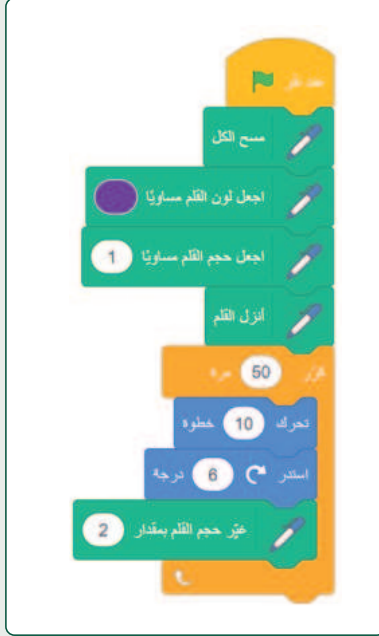 عند نقر
مسح الكل
اجعل لون القلم مساويًا
اجعل حجم القلم مساويًا 1
أنزل القلم
كرّر 50 مرة
تحرك 10 خطوة
استدر 6 درجة
غيّر حجم القلم بمقدار 2